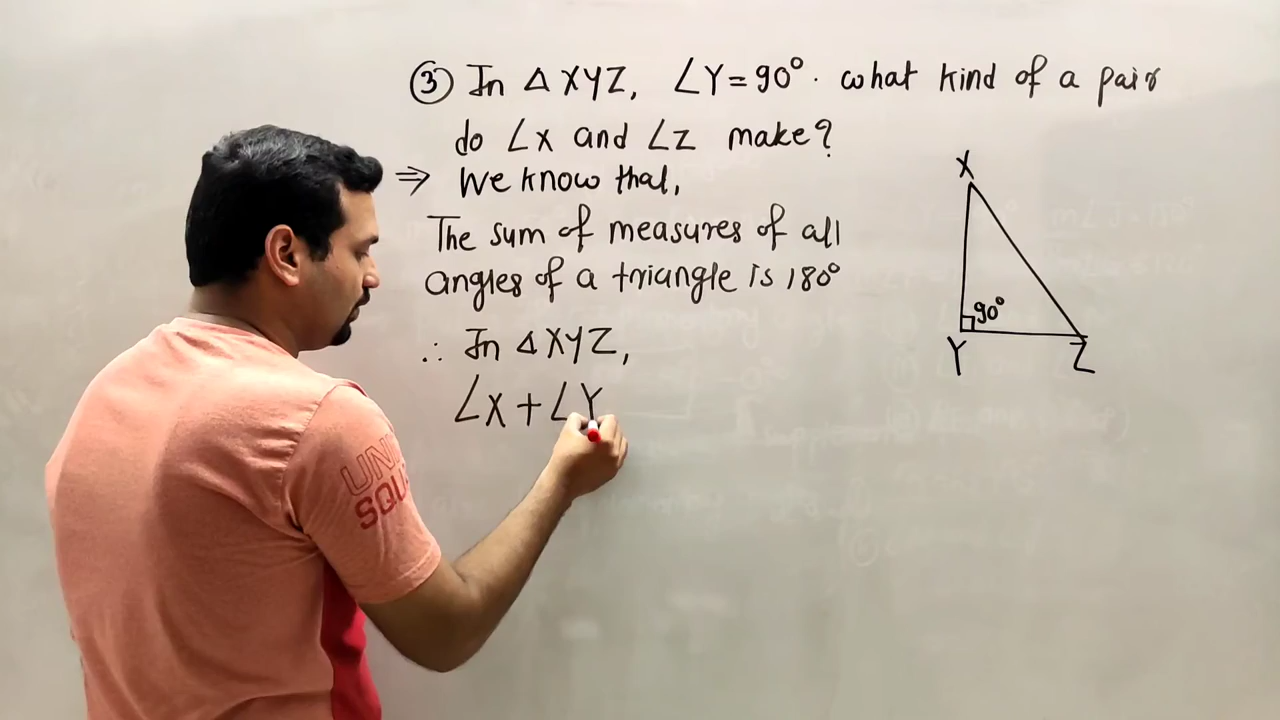 ③ In △XYZ, ∠Y=90°. what kind of a pair
do ∠X and ∠Z make?
⇒ We know that,
The sum of measures of all
angles of a triangle is 180°
∴ In △XYZ,
∠X+∠Y
X
90°
Y
Z
UNI
SQU